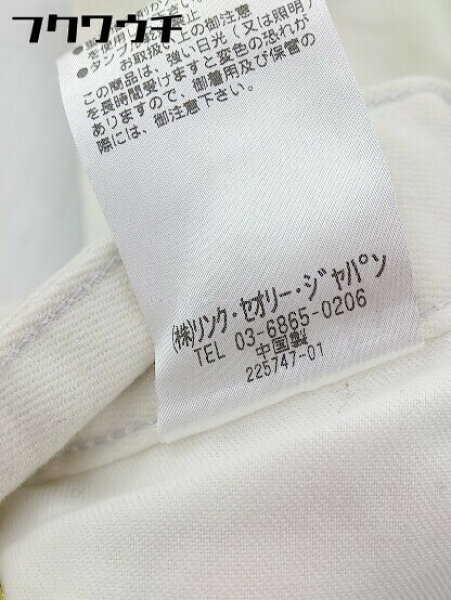 フクワウチ
●タンブル
お取扱い上の御注意
この商品は、強い日光(又は照明)
を長時間受けますと変色の恐れが
ありますので、御着用及び保管の
際には、御注意下さい。
(株)リンク・セオリー・ジャパン
TEL 03-6865-0206
中国製
225747-01